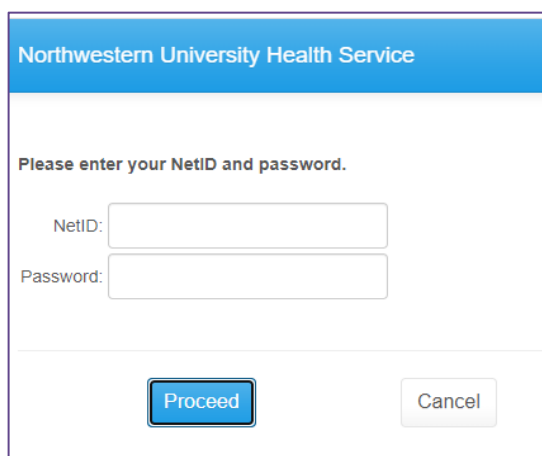 Northwestern University Health Service
Please enter your NetID and password.
NetID:
Password:
Proceed Cancel